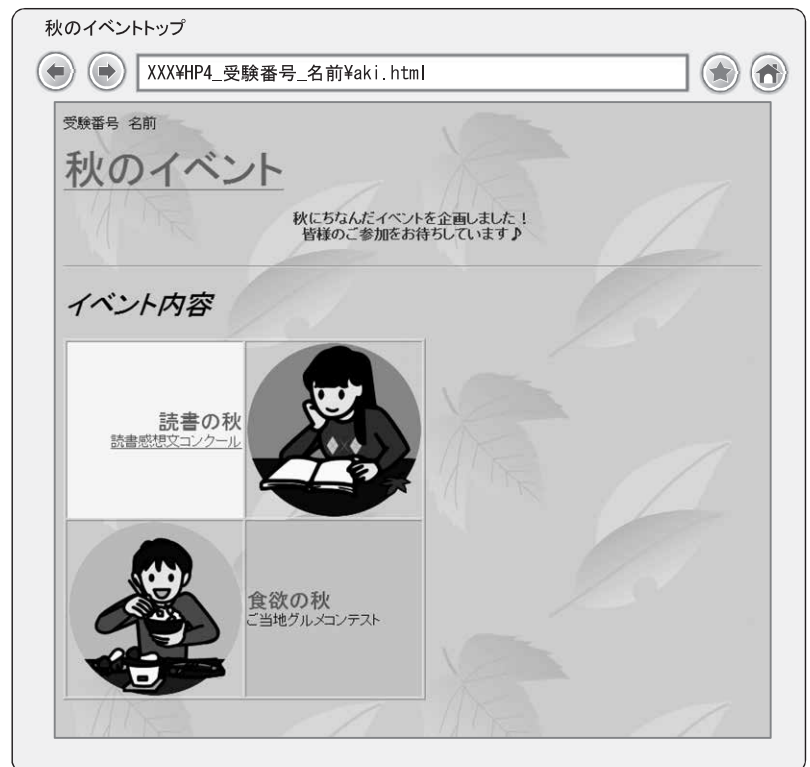 秋のイベントトップ
XXX¥HP4_受験番号_名前¥aki.html
受験番号 名前
秋のイベント
秋にちなんだイベントを企画しました！
皆様のご参加をお待ちしています♪
イベント内容
読書の秋
読書感想文コンクール
食欲の秋
ご当地グルメコンテスト